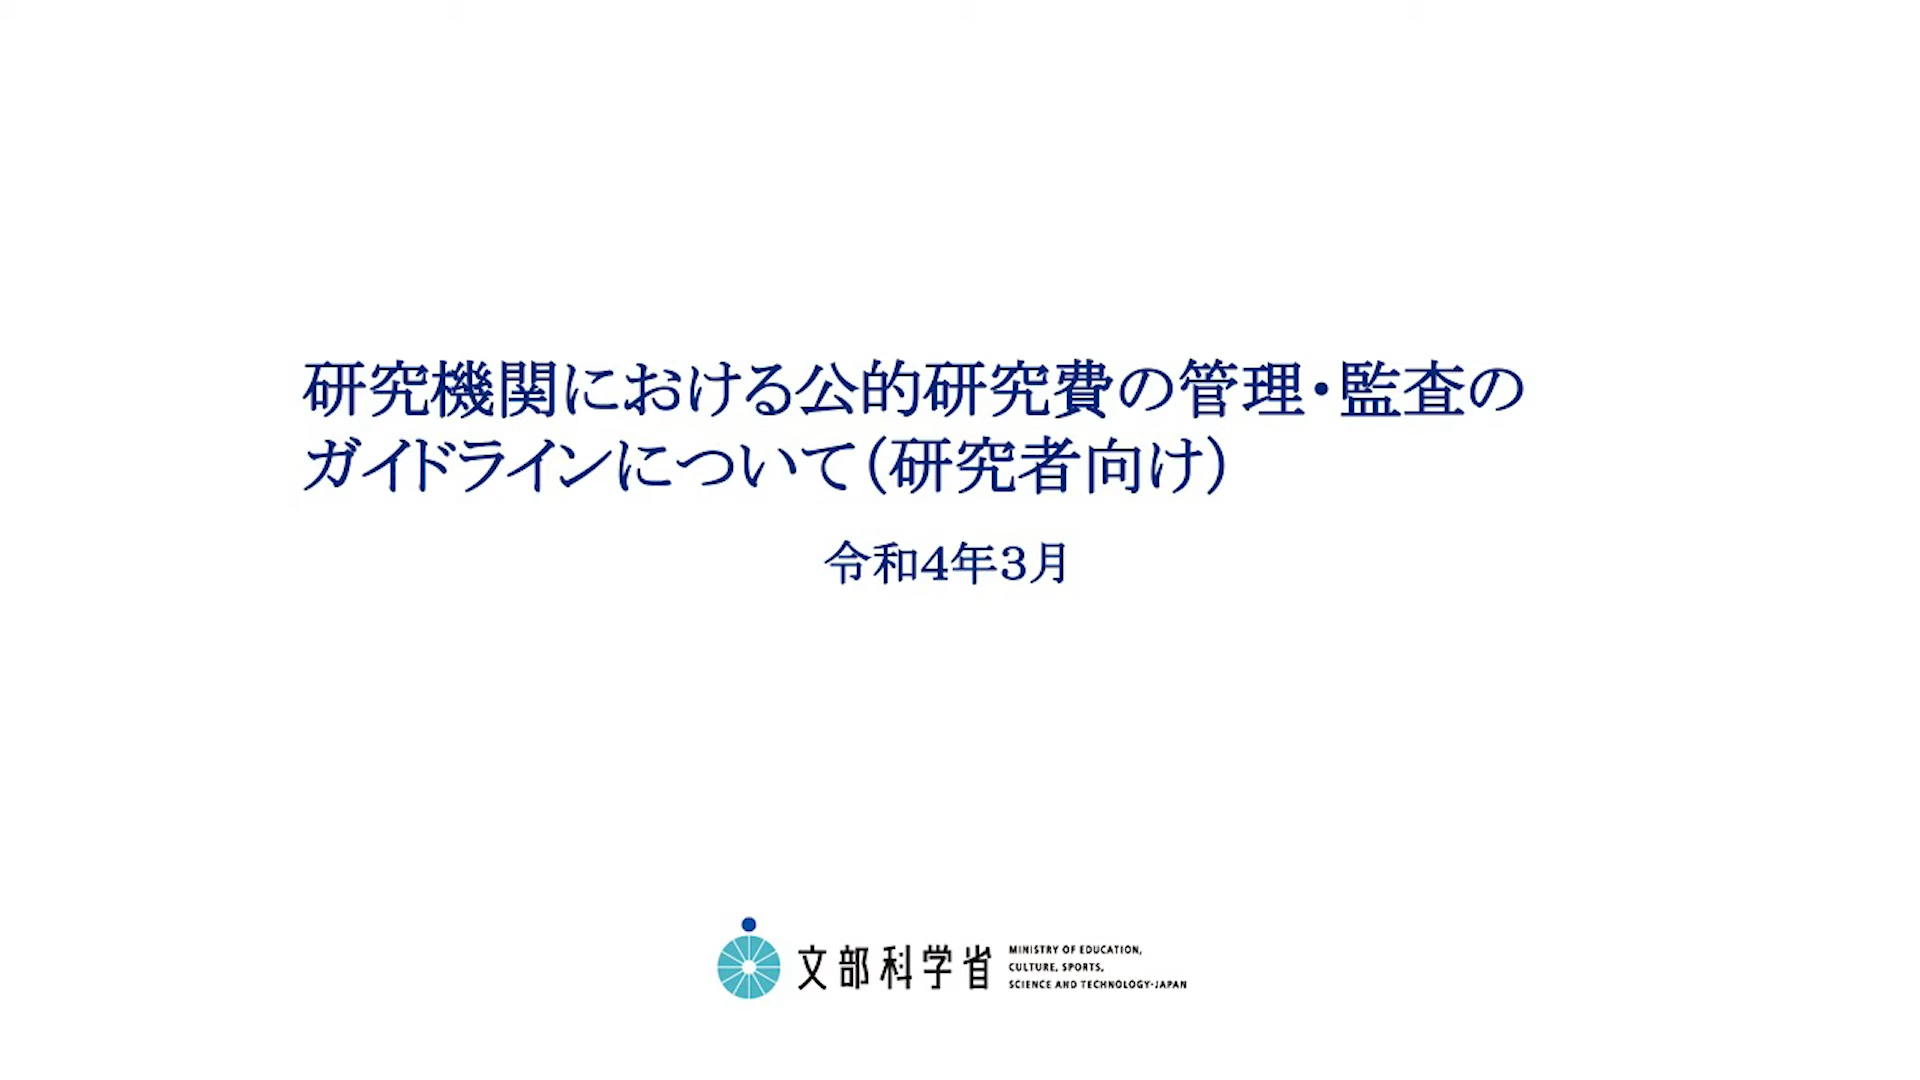 研究機関における公的研究費の管理・監査の
ガイドラインについて(研究者向け)
令和4年3月
文部科学省
MINISTRY OF EDUCATION,
CULTURE, SPORTS,
SCIENCE AND TECHNOLOGY-JAPAN